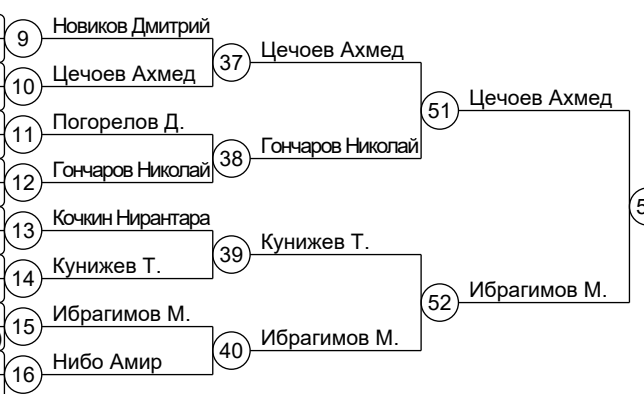 9 Новиков Дмитрий
37 Цечоев Ахмед
10 Цечоев Ахмед
51 Цечоев Ахмед
11 Погорелов Д.
38 Гончаров Николай
12 Гончаров Николай
13 Кочкин Нирантара
39 Кунижев Т.
14 Кунижев Т.
52 Ибрагимов М.
15 Ибрагимов М.
40 Ибрагимов М.
16 Нибо Амир